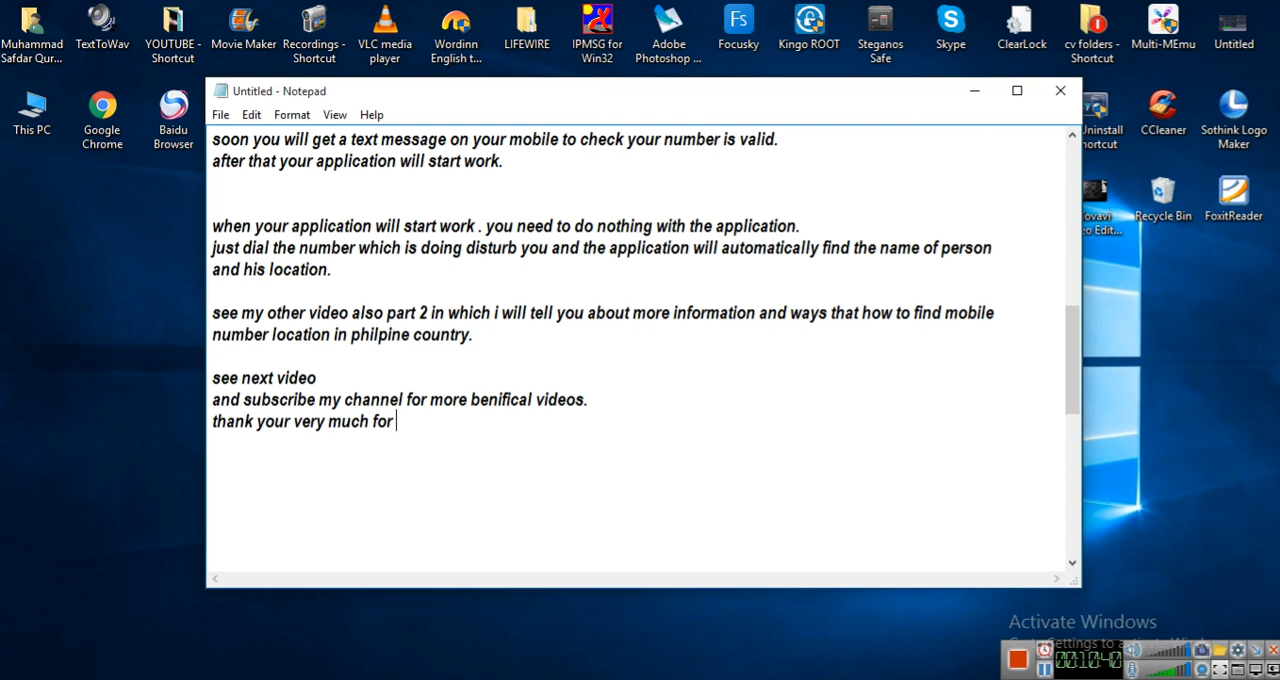 Muhammad Safdar Qur...
TextToWav
YOUTUBE - Shortcut
Movie Maker
Recordings - Shortcut
VLC media player
Wordinn English t...
LIFEWIRE
IPMSG for Win32
Adobe Photoshop ...
Focusky
Kingo ROOT
Steganos Safe
Skype
ClearLock
cv folders - Shortcut
Multi-MEmu
Untitled
This PC
Google Chrome
Baidu Browser
CCleaner
Sothink Logo Maker
Recycle Bin
FoxitReader
Untitled - Notepad
File Edit Format View Help
soon you will get a text message on your mobile to check your number is valid.
after that your application will start work.
when your application will start work . you need to do nothing with the application.
just dial the number which is doing disturb you and the application will automatically find the name of person
and his location.
see my other video also part 2 in which i will tell you about more information and ways that how to find mobile
number location in philpine country.
see next video
and subscribe my channel for more benifical videos.
thank your very much for
Activate Windows
00:10:40